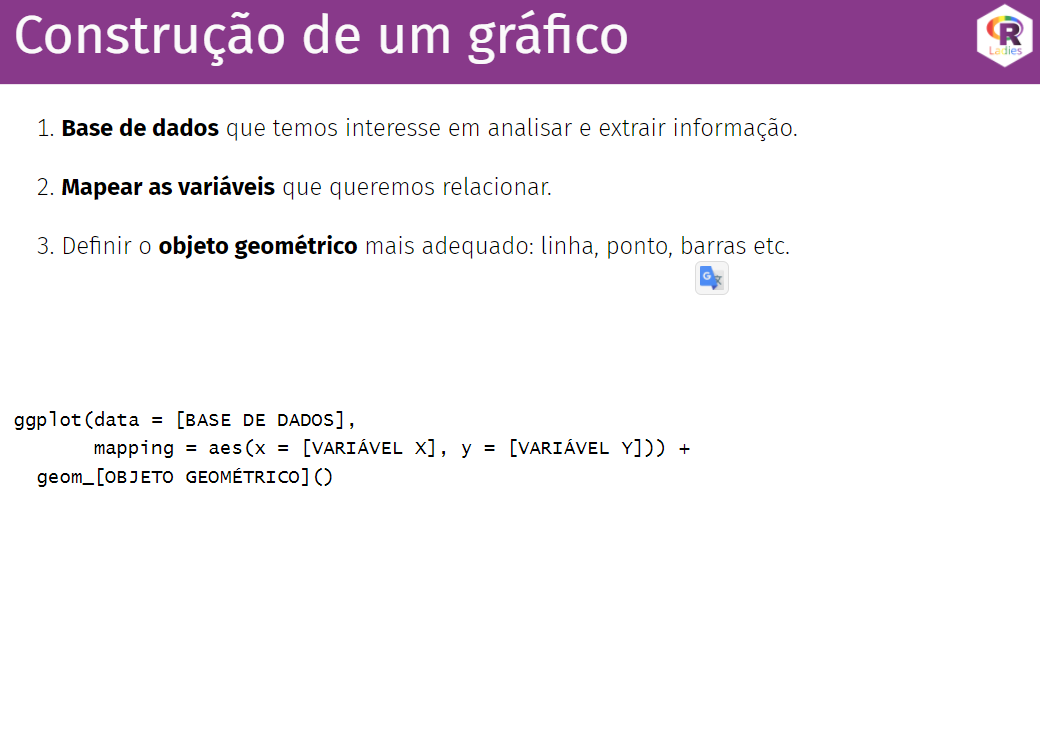 Construção de um gráfico
R
Ladies
1. Base de dados que temos interesse em analisar e extrair informação.
2. Mapear as variáveis que queremos relacionar.
3. Definir o objeto geométrico mais adequado: linha, ponto, barras etc.
G
ggplot(data = [BASE DE DADOS],
       mapping = aes(x = [VARIÁVEL X], y = [VARIÁVEL Y])) +
  geom_[OBJETO GEOMÉTRICO]()